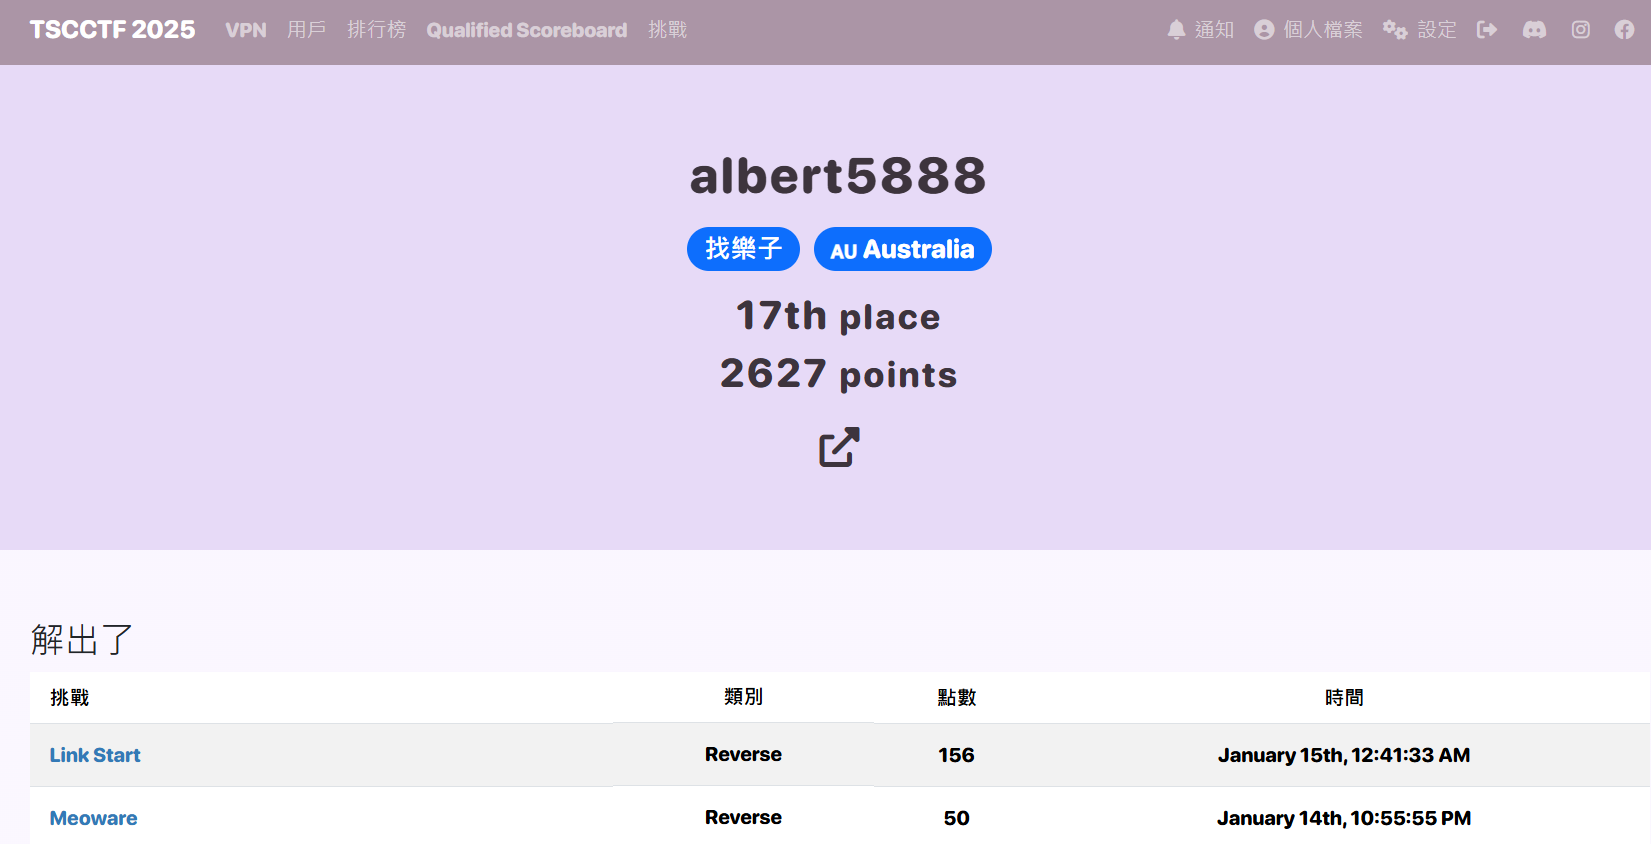 TSCCTF 2025 VPN 用戶 排行榜 Qualified Scoreboard 挑戰 通知 個人檔案 設定
albert5888
找樂子 AU Australia
17th place
2627 points
解出了
挑戰 類別 點數 時間
Link Start Reverse 156 January 15th, 12:41:33 AM
Meoware Reverse 50 January 14th, 10:55:55 PM